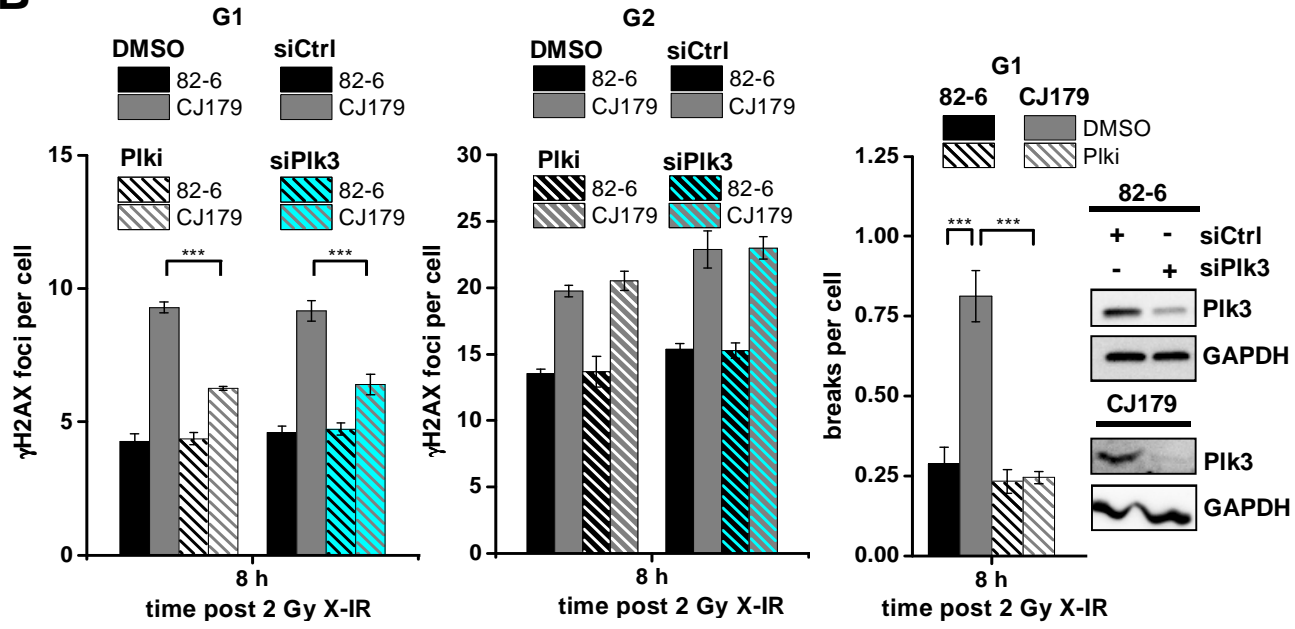 B
G1
DMSO siCtrl
82-6 82-6
CJ179 CJ179
Plki siPlk3
82-6 82-6
CJ179 CJ179
15
10
5
0
*** ***
γH2AX foci per cell
8 h
time post 2 Gy X-IR
G2
DMSO siCtrl
82-6 82-6
CJ179 CJ179
Plki siPlk3
82-6 82-6
CJ179 CJ179
30
25
20
15
10
5
0
γH2AX foci per cell
8 h
time post 2 Gy X-IR
G1
82-6 CJ179
DMSO
Plki
1.25
1.00
0.75
0.50
0.25
0.00
*** ***
breaks per cell
8 h
time post 2 Gy X-IR
82-6
+ - siCtrl
- + siPlk3
Plk3
GAPDH
CJ179
Plk3
GAPDH